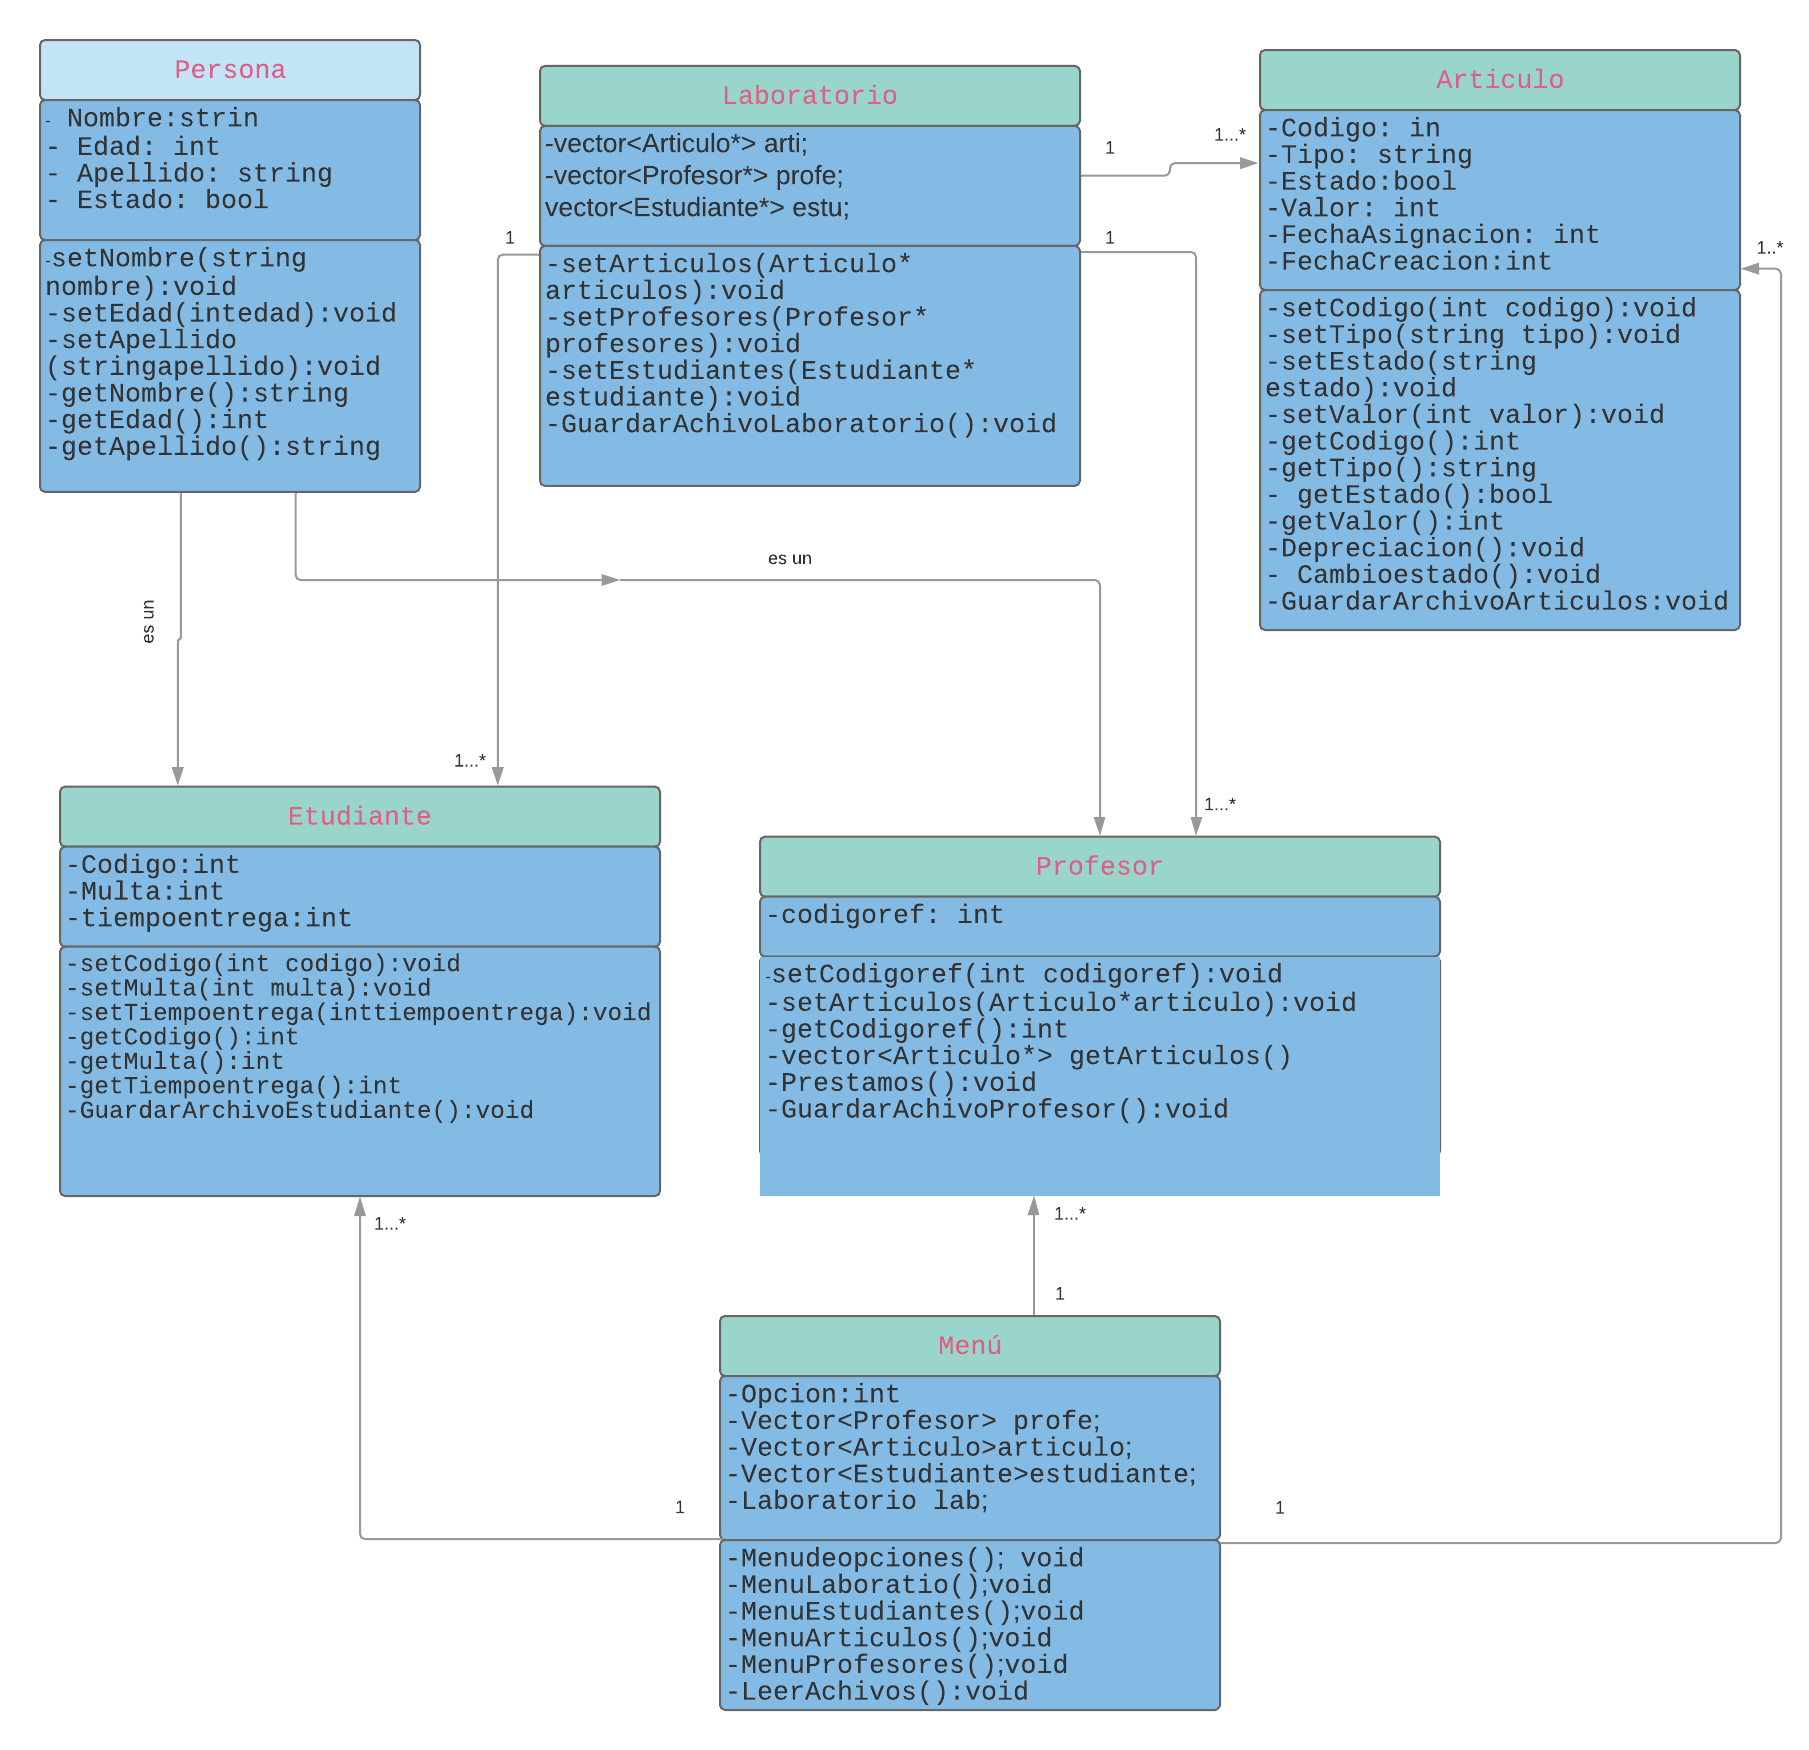 Persona
- Nombre:strin
- Edad: int
- Apellido: string
- Estado: bool
-setNombre(string
nombre):void
-setEdad(intedad):void
-setApellido
(stringapellido):void
-getNombre():string
-getEdad():int
-getApellido():string
Laboratorio
-vector<Articulo*> arti;
-vector<Profesor*> profe;
vector<Estudiante*> estu;
-setArticulos(Articulo*
articulos):void
-setProfesores(Profesor*
profesores):void
-setEstudiantes(Estudiante*
estudiante):void
-GuardarAchivoLaboratorio():void
Articulo
-Codigo: in
-Tipo: string
-Estado:bool
-Valor: int
-FechaAsignacion: int
-FechaCreacion:int
-setCodigo(int codigo):void
-setTipo(string tipo):void
-setEstado(string
estado):void
-setValor(int valor):void
-getCodigo():int
-getTipo():string
- getEstado():bool
-getValor():int
-Depreciacion():void
- Cambioestado():void
-GuardarArchivoArticulos:void
1
1...*
1
1
1..*
es un
es un
1...*
1...*
Etudiante
-Codigo:int
-Multa:int
-tiempoentrega:int
-setCodigo(int codigo):void
-setMulta(int multa):void
-setTiempoentrega(inttiempoentrega):void
-getCodigo():int
-getMulta():int
-getTiempoentrega():int
-GuardarArchivoEstudiante():void
Profesor
-codigoref: int
-setCodigoref(int codigoref):void
-setArticulos(Articulo*articulo):void
-getCodigoref():int
-vector<Articulo*> getArticulos()
-Prestamos():void
-GuardarAchivoProfesor():void
1...*
1...*
1
Menú
-Opcion:int
-Vector<Profesor> profe;
-Vector<Articulo>articulo;
-Vector<Estudiante>estudiante;
-Laboratorio lab;
-Menudeopciones(); void
-MenuLaboratio();void
-MenuEstudiantes();void
-MenuArticulos();void
-MenuProfesores();void
-LeerAchivos():void
1
1